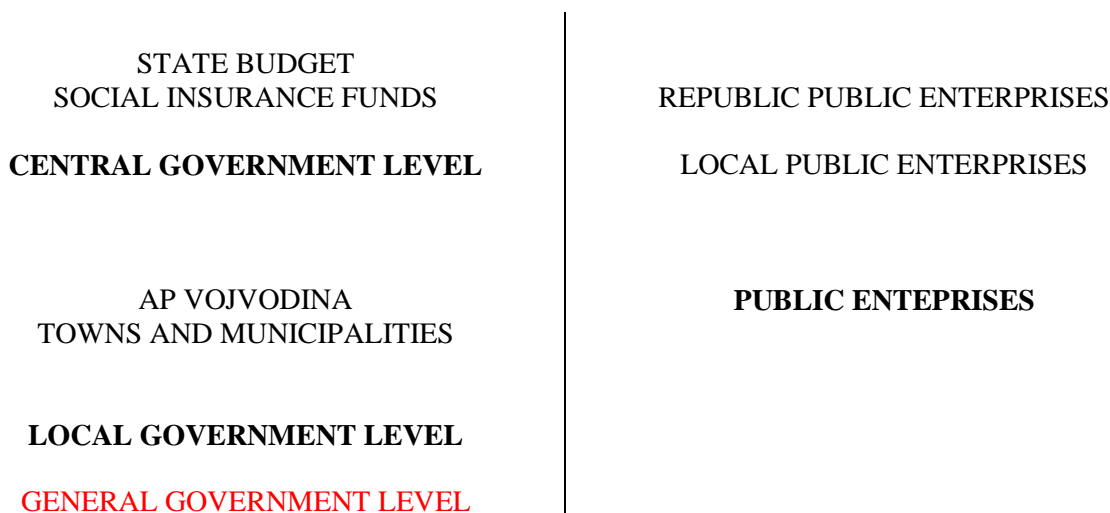 STATE BUDGET
SOCIAL INSURANCE FUNDS
CENTRAL GOVERNMENT LEVEL
AP VOJVODINA
TOWNS AND MUNICIPALITIES
LOCAL GOVERNMENT LEVEL
GENERAL GOVERNMENT LEVEL
REPUBLIC PUBLIC ENTERPRISES
LOCAL PUBLIC ENTERPRISES
PUBLIC ENTEPRISES